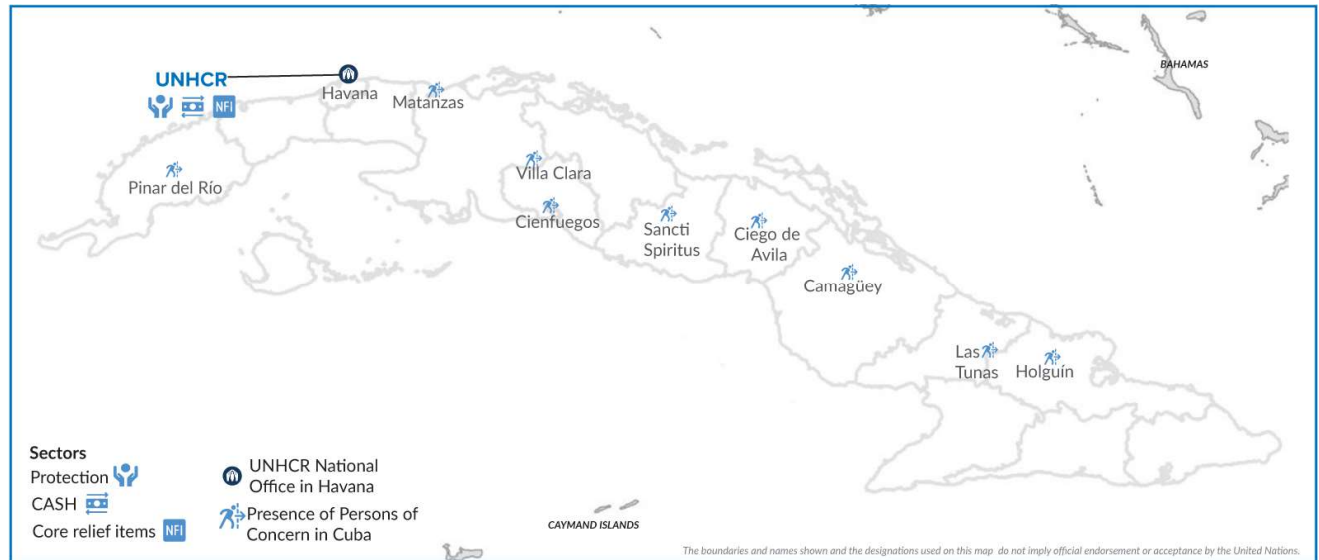 BAHAMAS
UNHCR
NFI
Havana
Matanzas
Villa Clara
Pinar del Río
Cienfuegos
Sancti
Spiritus
Ciego de
Avila
Camagüey
Las
Tunas
Holguín
Sectors
Protection
CASH
Core relief items NFI
UNHCR National
Office in Havana
Presence of Persons of
Concern in Cuba
CAYMAND ISLANDS
The boundaries and names shown and the designations used on this map do not imply official endorsement or acceptance by the United Nations.